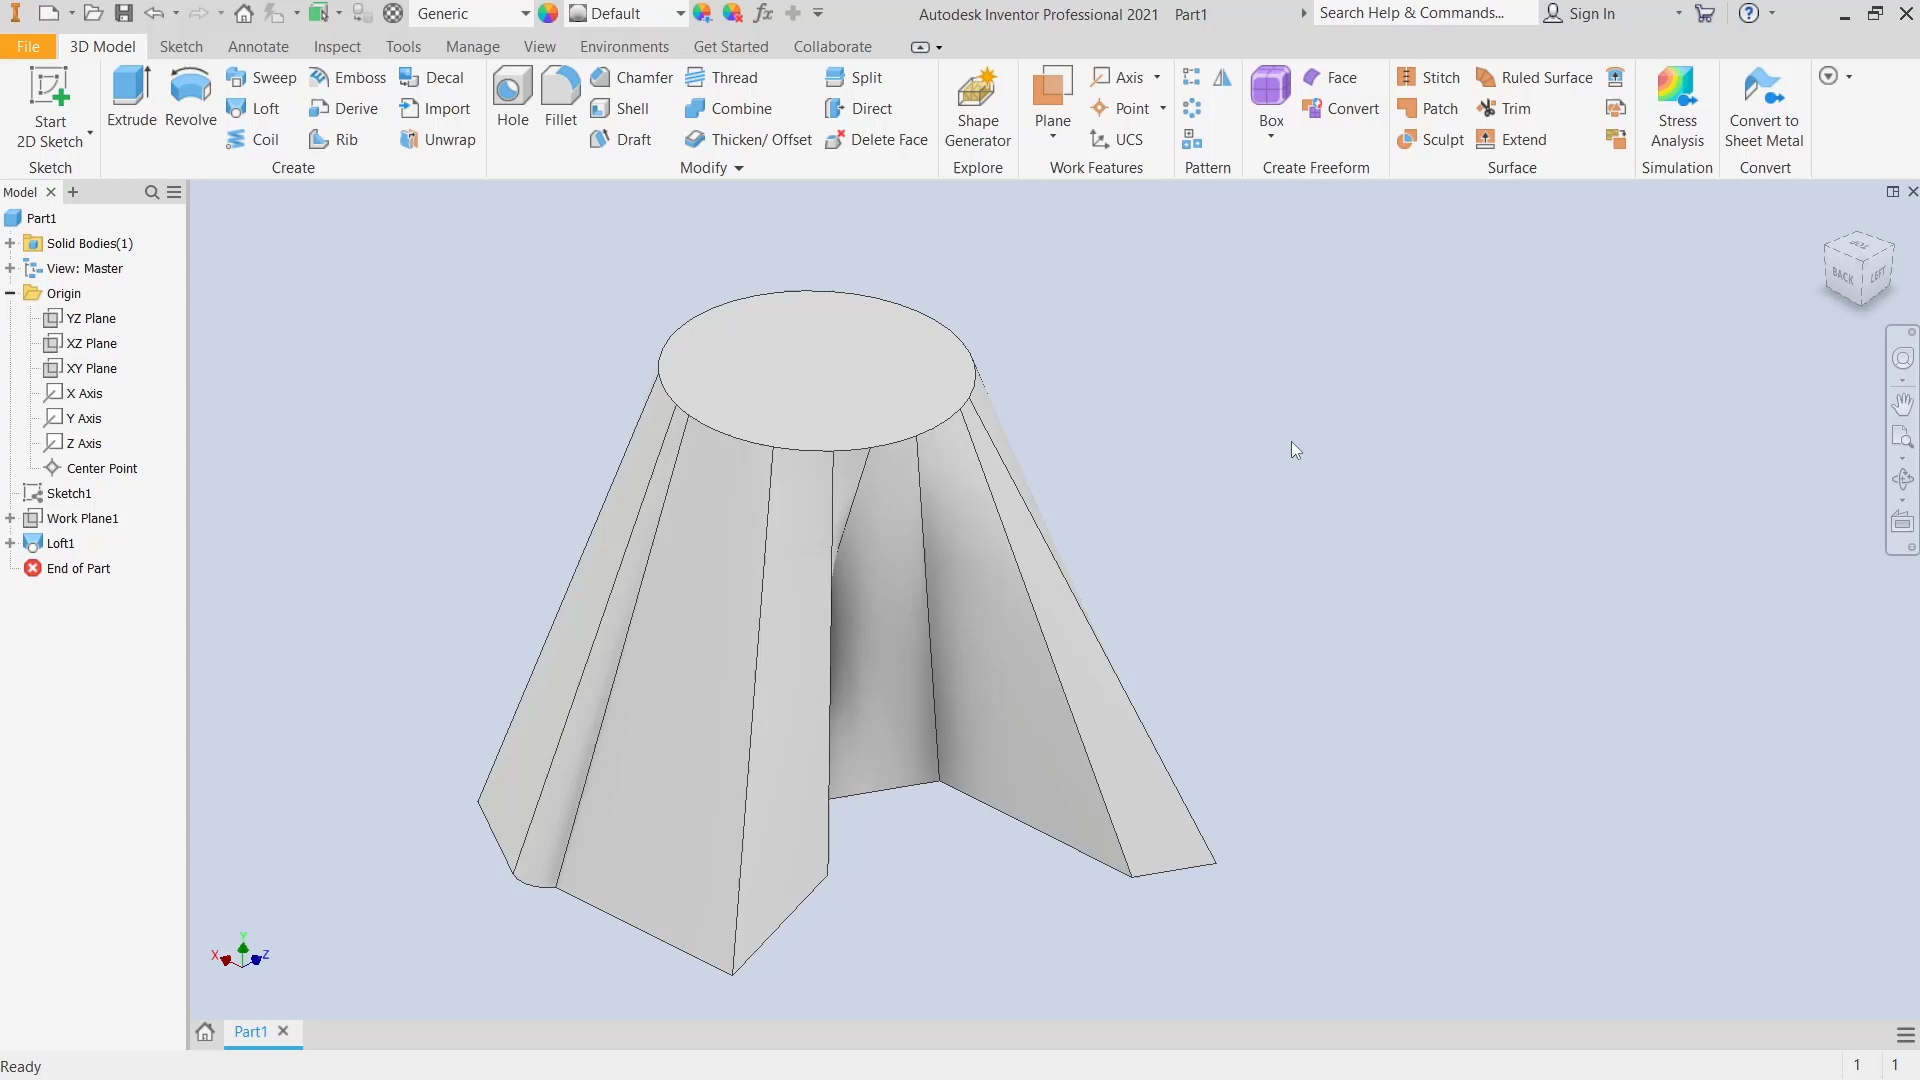 Generic
Default
Autodesk Inventor Professional 2021 Part1
Search Help & Commands...
Sign In
File 3D Model Sketch Annotate Inspect Tools Manage View Environments Get Started Collaborate
Start
2D Sketch
Sketch
Extrude
Revolve
Sweep
Loft
Coil
Emboss
Derive
Rib
Decal
Import
Unwrap
Create
Hole
Fillet
Chamfer
Shell
Draft
Thread
Combine
Thicken/ Offset
Split
Direct
Delete Face
Modify
Shape
Generator
Explore
Plane
Axis
Point
UCS
Work Features
Pattern
Box
Face
Convert
Create Freeform
Stitch
Patch
Sculpt
Ruled Surface
Trim
Extend
Surface
Stress
Analysis
Simulation
Convert to
Sheet Metal
Convert
Model
Part1
Solid Bodies(1)
View: Master
Origin
YZ Plane
XZ Plane
XY Plane
X Axis
Y Axis
Z Axis
Center Point
Sketch1
Work Plane1
Loft1
End of Part
TOP
BACK
LEFT
X
Y
Z
Part1
Ready
1 1